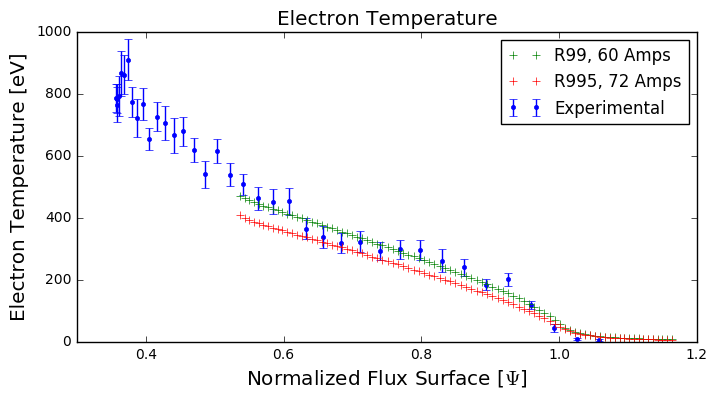 Electron Temperature
Electron Temperature [eV]
1000
800
600
400
200
0
R99, 60 Amps
R995, 72 Amps
Experimental
0.4
0.6
0.8
1.0
1.2
Normalized Flux Surface [Ψ]